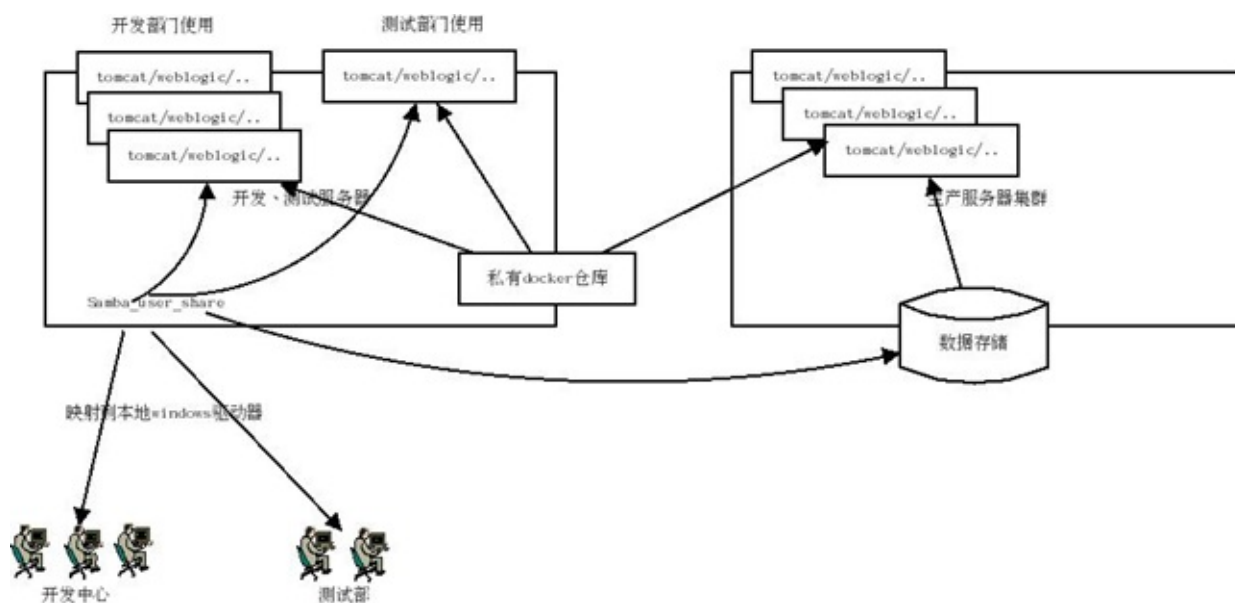 开发部门使用
测试部门使用
tomcat/weblogic/..
tomcat/weblogic/..
tomcat/weblogic/..
tomcat/weblogic/..
tomcat/weblogic/..
tomcat/weblogic/..
tomcat/weblogic/..
开发、测试服务器
生产服务器集群
私有docker仓库
Samba_user_share
数据存储
映射到本地windows驱动器
开发中心
测试部